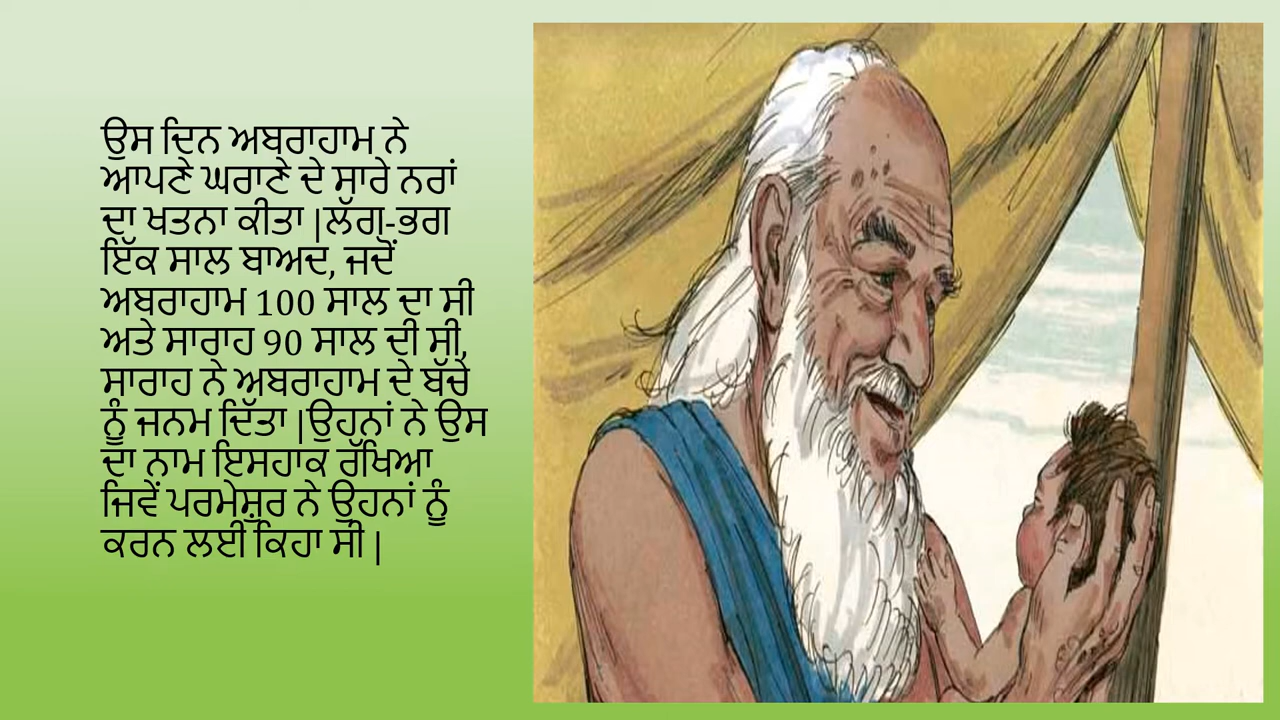 ਉਸ ਦਿਨ ਅਬਰਾਹਾਮ ਨੇ
ਆਪਣੇ ਘਰਾਣੇ ਦੇ ਸਾਰੇ ਨਰਾਂ
ਦਾ ਖਤਨਾ ਕੀਤਾ |ਲੱਗ-ਭਗ
ਇੱਕ ਸਾਲ ਬਾਅਦ, ਜਦੋਂ
ਅਬਰਾਹਾਮ 100 ਸਾਲ ਦਾ ਸੀ
ਅਤੇ ਸਾਰਾਹ 90 ਸਾਲ ਦੀ ਸੀ,
ਸਾਰਾਹ ਨੇ ਅਬਰਾਹਾਮ ਦੇ ਬੱਚੇ
ਨੂੰ ਜਨਮ ਦਿੱਤਾ |ਉਹਨਾਂ ਨੇ ਉਸ
ਦਾ ਨਾਮ ਇਸਹਾਕ ਰੱਖਿਆ
ਜਿਵੇਂ ਪਰਮੇਸ਼ੁਰ ਨੇ ਉਹਨਾਂ ਨੂੰ
ਕਰਨ ਲਈ ਕਿਹਾ ਸੀ |